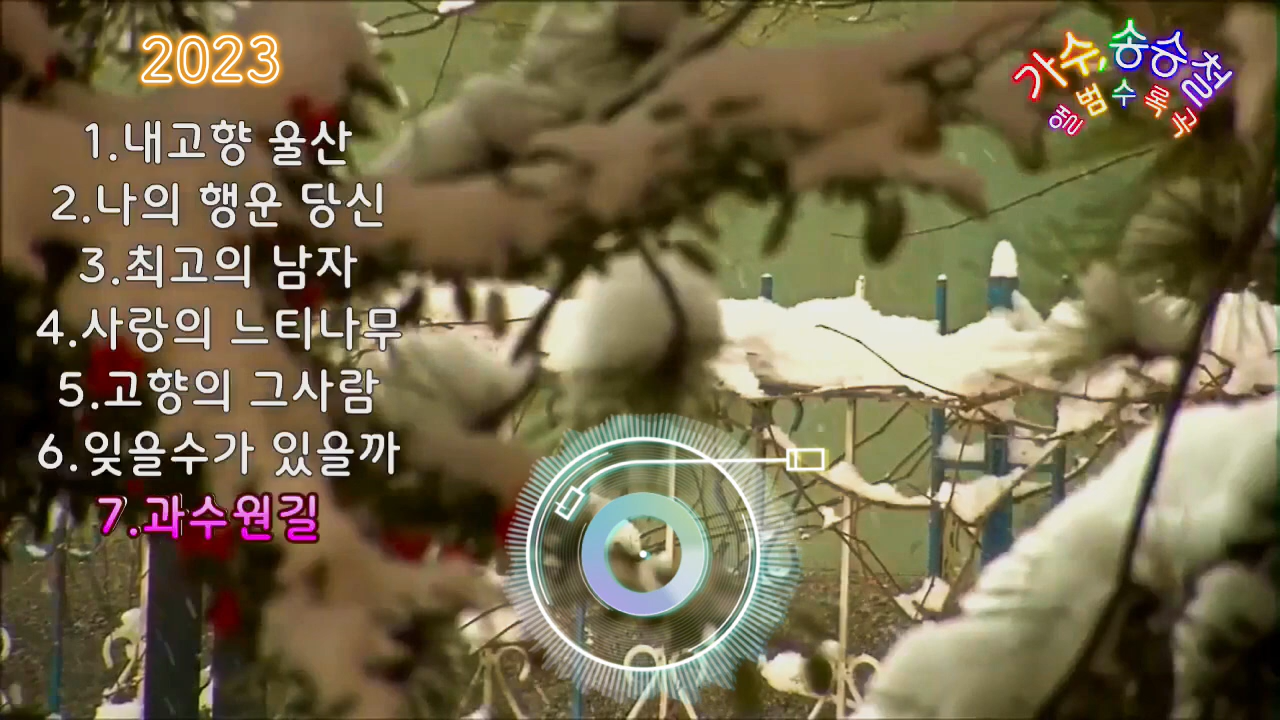 2023
가수 송승철
앨범 수록곡
1.내고향 울산
2.나의 행운 당신
3.최고의 남자
4.사랑의 느티나무
5.고향의 그사람
6.잊을수가 있을까
7.과수원길